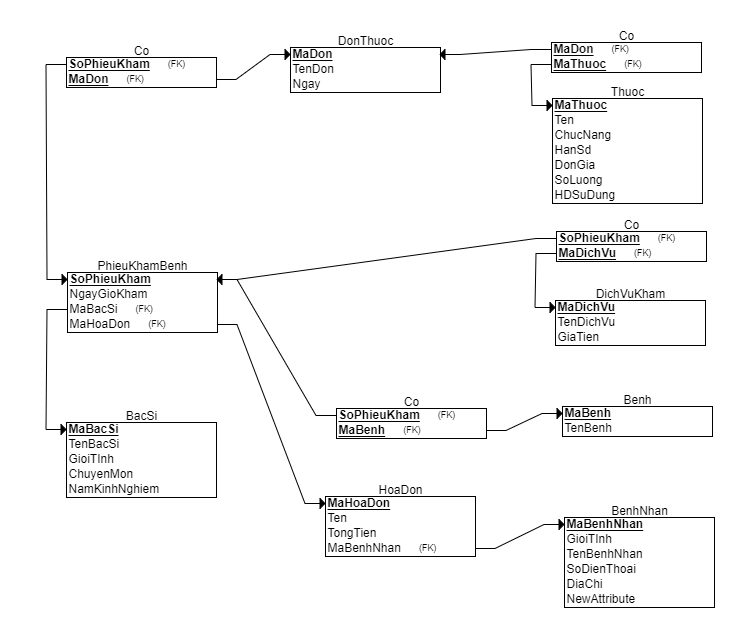 Co
SoPhieuKham (FK)
MaDon (FK)
DonThuoc
MaDon
TenDon
Ngay
Co
MaDon (FK)
MaThuoc (FK)
Thuoc
MaThuoc
Ten
ChucNang
HanSd
DonGia
SoLuong
HDSuDung
Co
SoPhieuKham (FK)
MaDichVu (FK)
PhieuKhamBenh
SoPhieuKham
NgayGioKham
MaBacSi (FK)
MaHoaDon (FK)
DichVuKham
MaDichVu
TenDichVu
GiaTien
BacSi
MaBacSi
TenBacSi
GioiTInh
ChuyenMon
NamKinhNghiem
Co
SoPhieuKham (FK)
MaBenh (FK)
Benh
MaBenh
TenBenh
HoaDon
MaHoaDon
Ten
TongTien
MaBenhNhan (FK)
BenhNhan
MaBenhNhan
GioiTInh
TenBenhNhan
SoDienThoai
DiaChi
NewAttribute